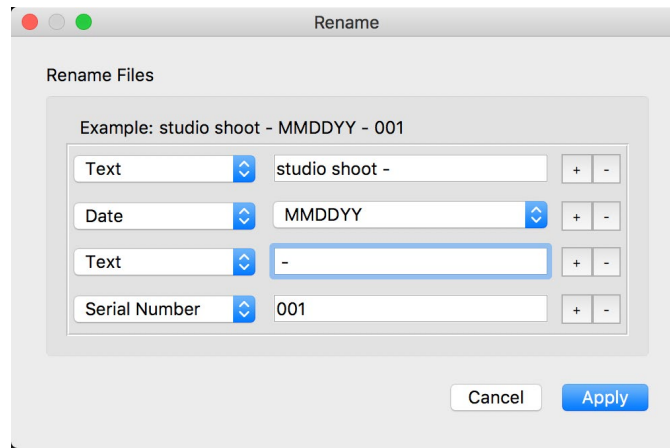 Rename
Rename Files
Example: studio shoot - MMDDYY - 001
Text studio shoot - + -
Date MMDDYY + -
Text - + -
Serial Number 001 + -
Cancel Apply